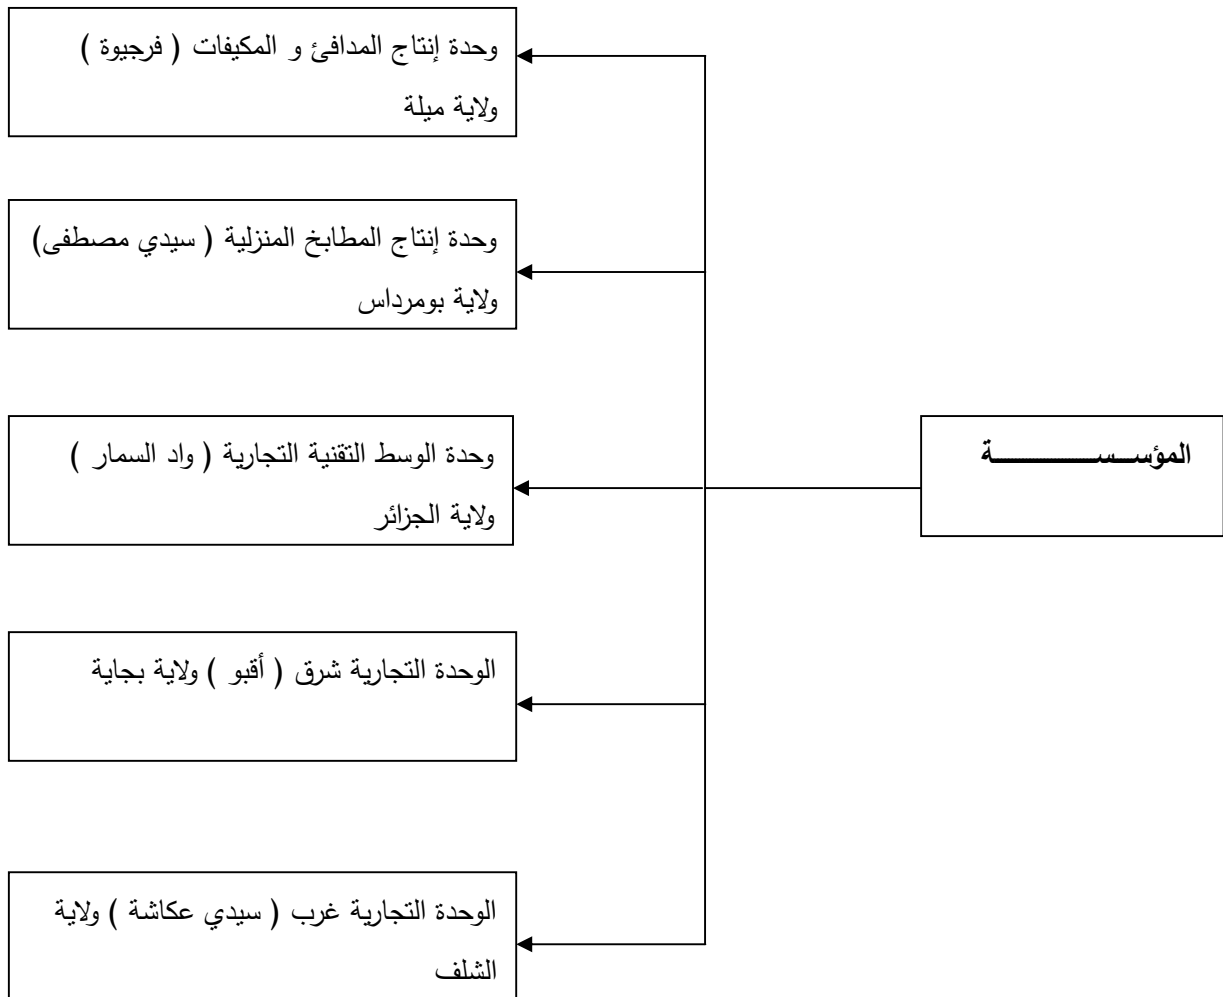 وحدة إنتاج المدافئ و المكيفات ( فرجيوة )
ولاية ميلة
وحدة إنتاج المطابخ المنزلية ( سيدي مصطفى)
ولاية بومرداس
المؤســســـــــــــــة
وحدة الوسط التقنية التجارية ( واد السمار )
ولاية الجزائر
الوحدة التجارية شرق ( أقبو ) ولاية بجاية
الوحدة التجارية غرب ( سيدي عكاشة ) ولاية
الشلف